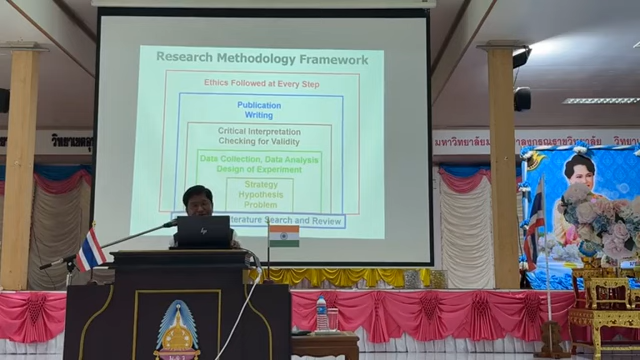 Research Methodology Framework
Ethics Followed at Every Step
Publication
Writing
Critical Interpretation
Checking for Validity
Data Collection, Data Analysis
Design of Experiment
Strategy
Hypothesis
Problem
Literature Search and Review
hp